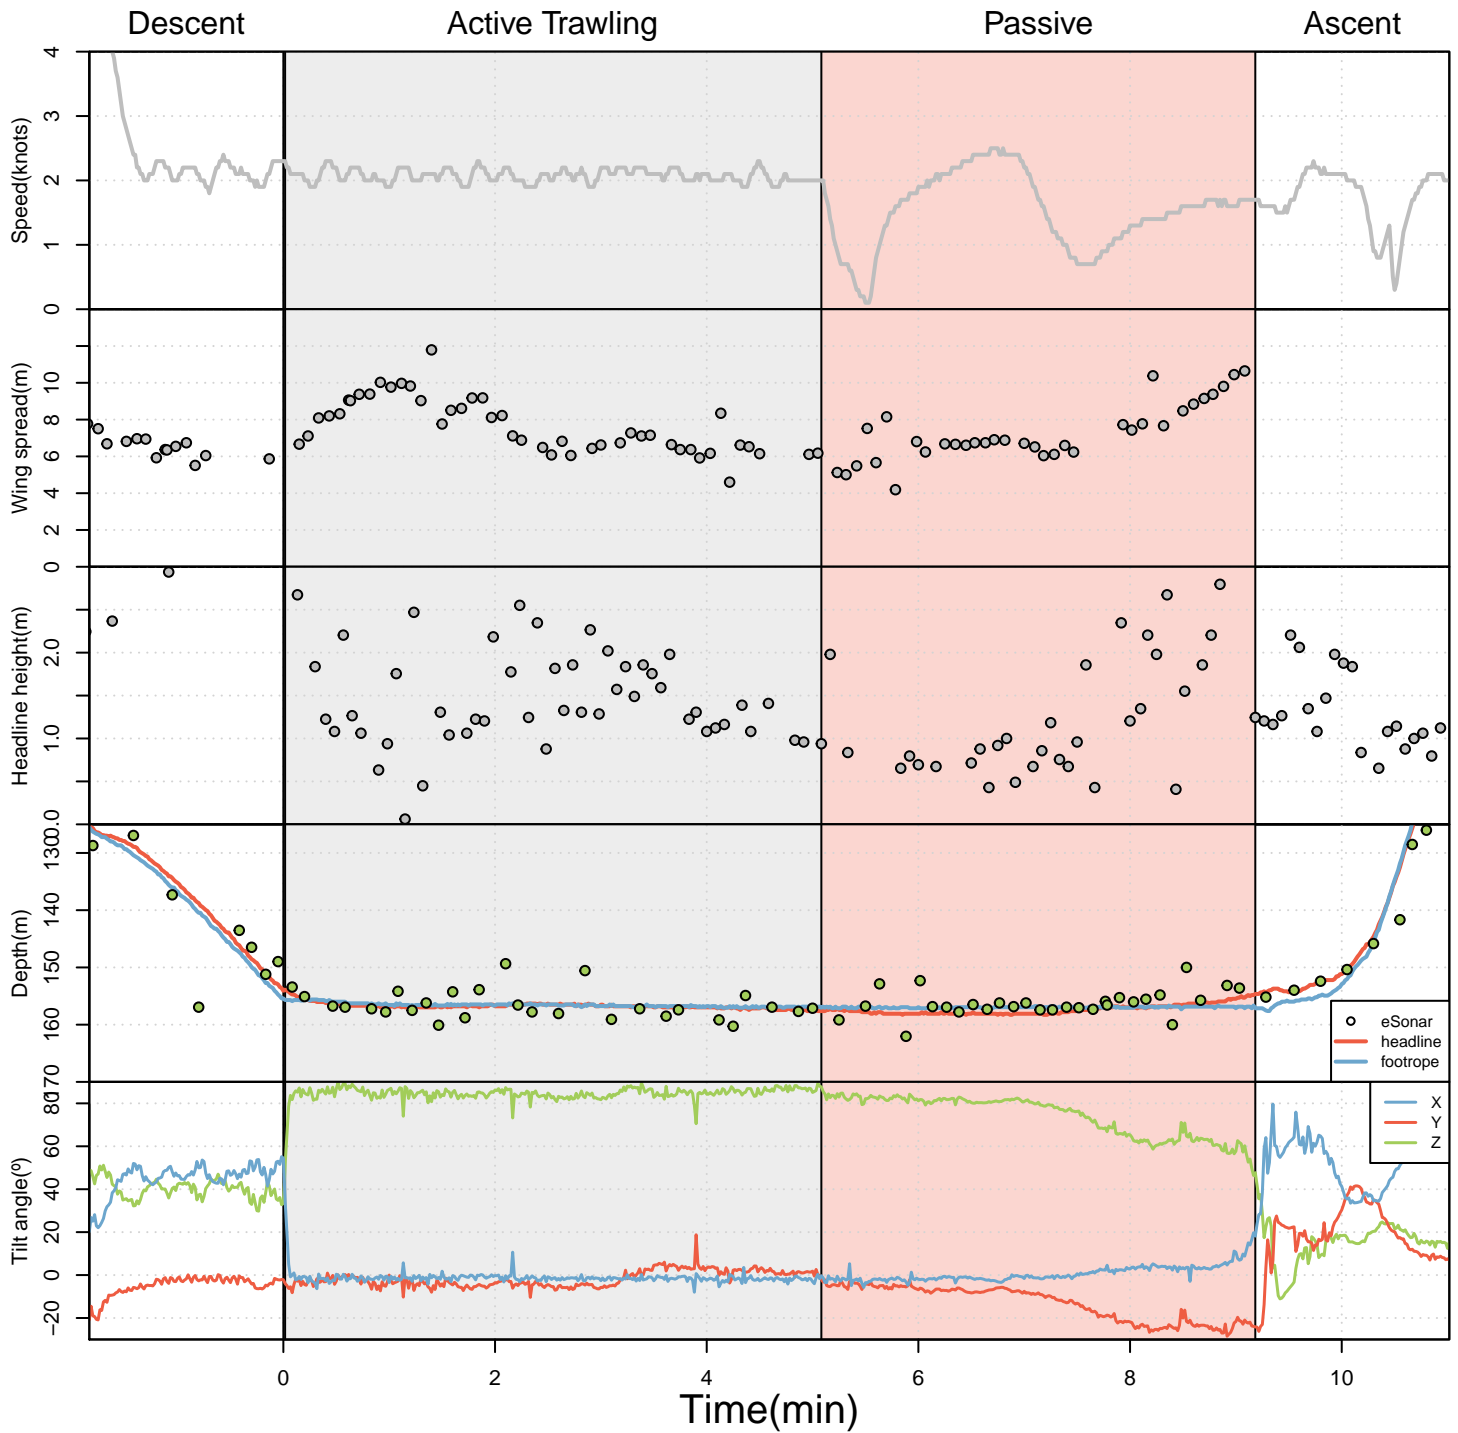 Descent Active Trawling Passive Ascent
Speed(knots)
4
3
2
1
0
Wing spread(m)
10
8
6
4
2
0
Headline height(m)
2.0
1.0
0.0
Depth(m)
130
140
150
160
170
eSonar
headline
footrope
Tilt angle(º)
80
60
40
20
0
−20
X
Y
Z
0 2 4 6 8 10
Time(min)